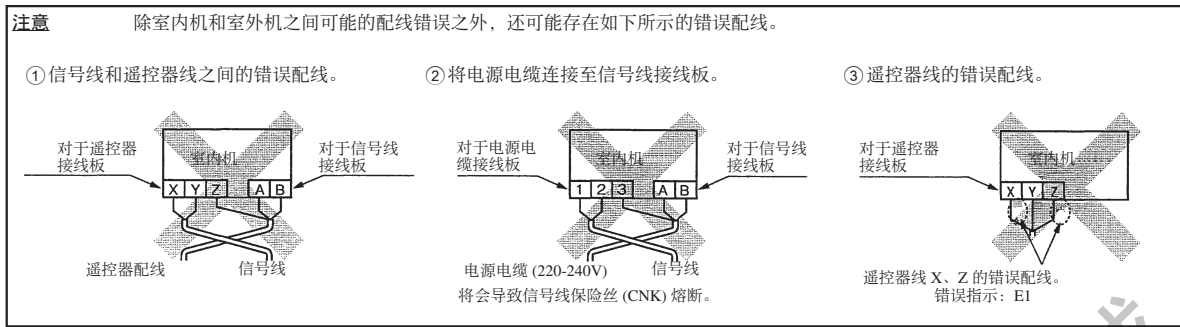 注意 除室内机和室外机之间可能的配线错误之外，还可能存在如下所示的错误配线。
①信号线和遥控器线之间的错误配线。
对于遥控器
接线板
室内机
对于信号线
接线板
X Y Z A B
遥控器配线 信号线
②将电源电缆连接至信号线接线板。
对于电源电
缆接线板
室内机
对于信号线
接线板
1 2 3 A B
电源电缆 (220-240V) 信号线
将会导致信号线保险丝 (CNK) 熔断。
③遥控器线的错误配线。
对于遥控器
接线板
室内机
X Y Z
遥控器线 X、Z 的错误配线。
错误指示：E1